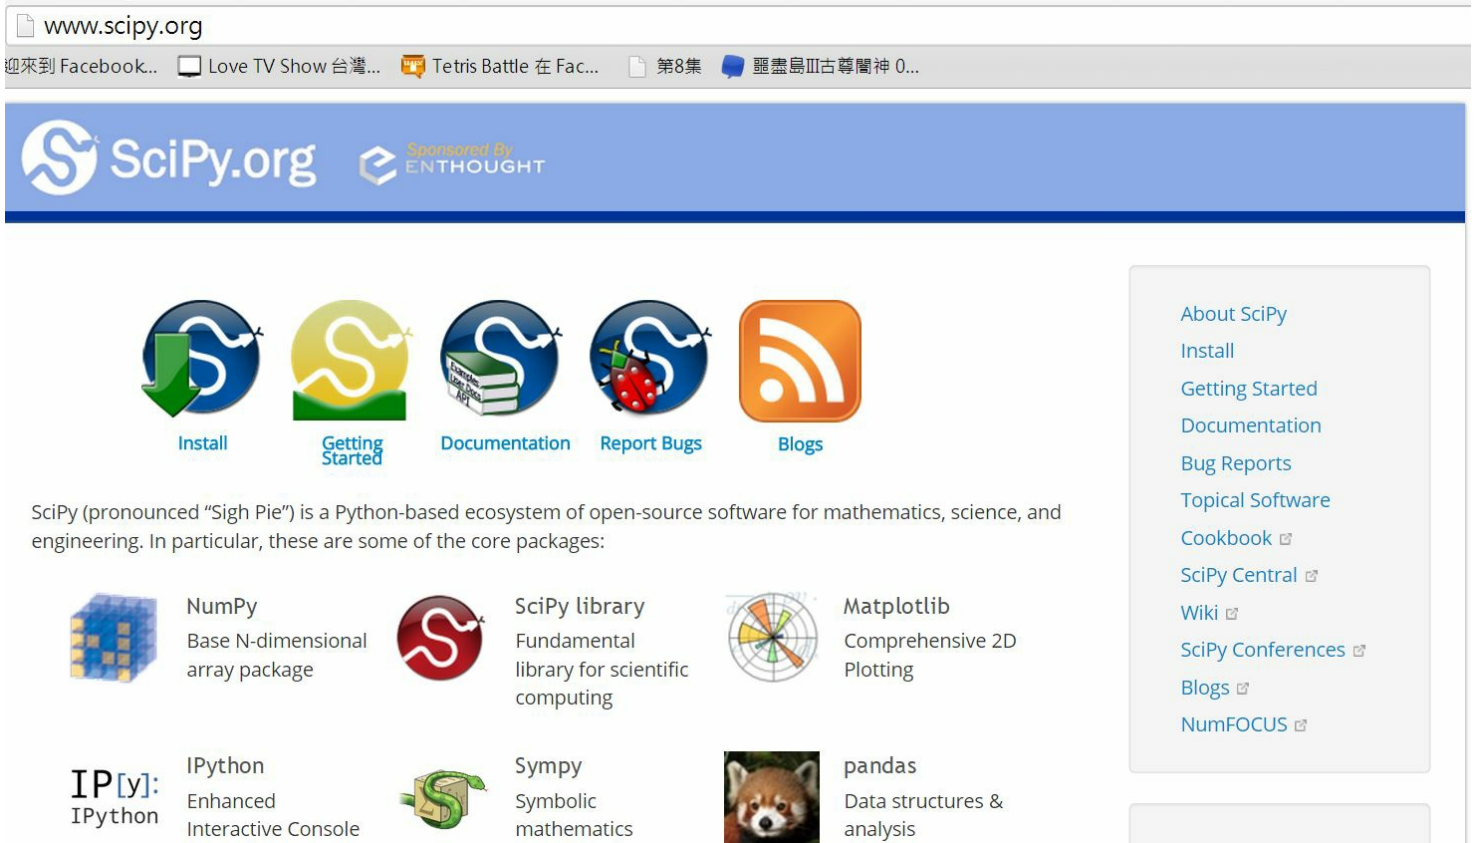 www.scipy.org
迎來到 Facebook...
Love TV Show 台灣...
Tetris Battle 在 Fac...
第8集
噩盡島III古尊闇神 0...
SciPy.org
Sponsored By
ENTHOUGHT
Install
Getting
Started
Documentation
Examples
User Docs
API
Report Bugs
Blogs
SciPy (pronounced “Sigh Pie”) is a Python-based ecosystem of open-source software for mathematics, science, and
engineering. In particular, these are some of the core packages:
NumPy
Base N-dimensional
array package
SciPy library
Fundamental
library for scientific
computing
Matplotlib
Comprehensive 2D
Plotting
IP[y]:
IPython
IPython
Enhanced
Interactive Console
Sympy
Symbolic
mathematics
pandas
Data structures &
analysis
About SciPy
Install
Getting Started
Documentation
Bug Reports
Topical Software
Cookbook
SciPy Central
Wiki
SciPy Conferences
Blogs
NumFOCUS